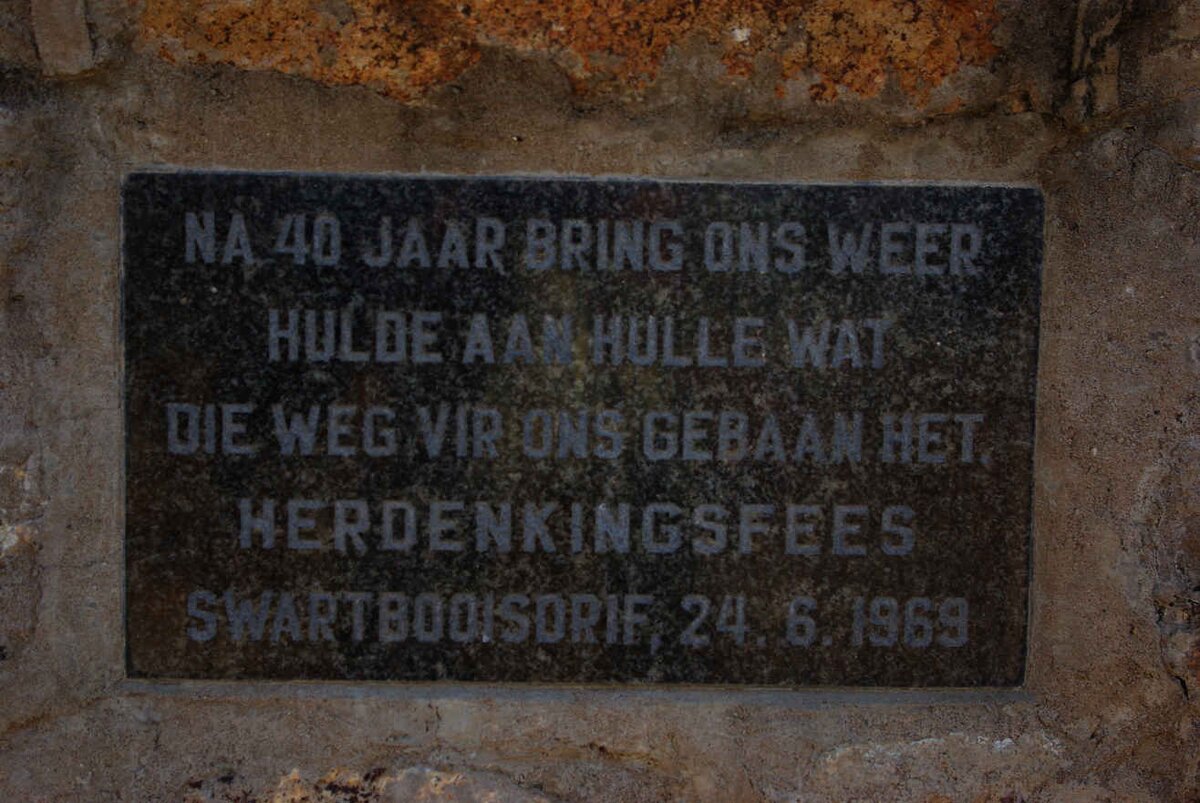 NA 40 JAAR BRING ONS WEER
HULDE AAN HULLE WAT
DIE WEG VIR ONS GEBAAN HET.
HERDENKINGSFEES
SWARTBOOISDRIF, 24. 6. 1969